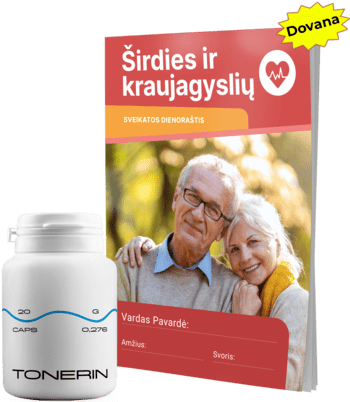 Dovana
Širdies ir
kraujagyslių
SVEIKATOS DIENORAŠTIS
Vardas Pavardė:
Amžius:
Svoris:
20 G
CAPS 0,276
TONERIN